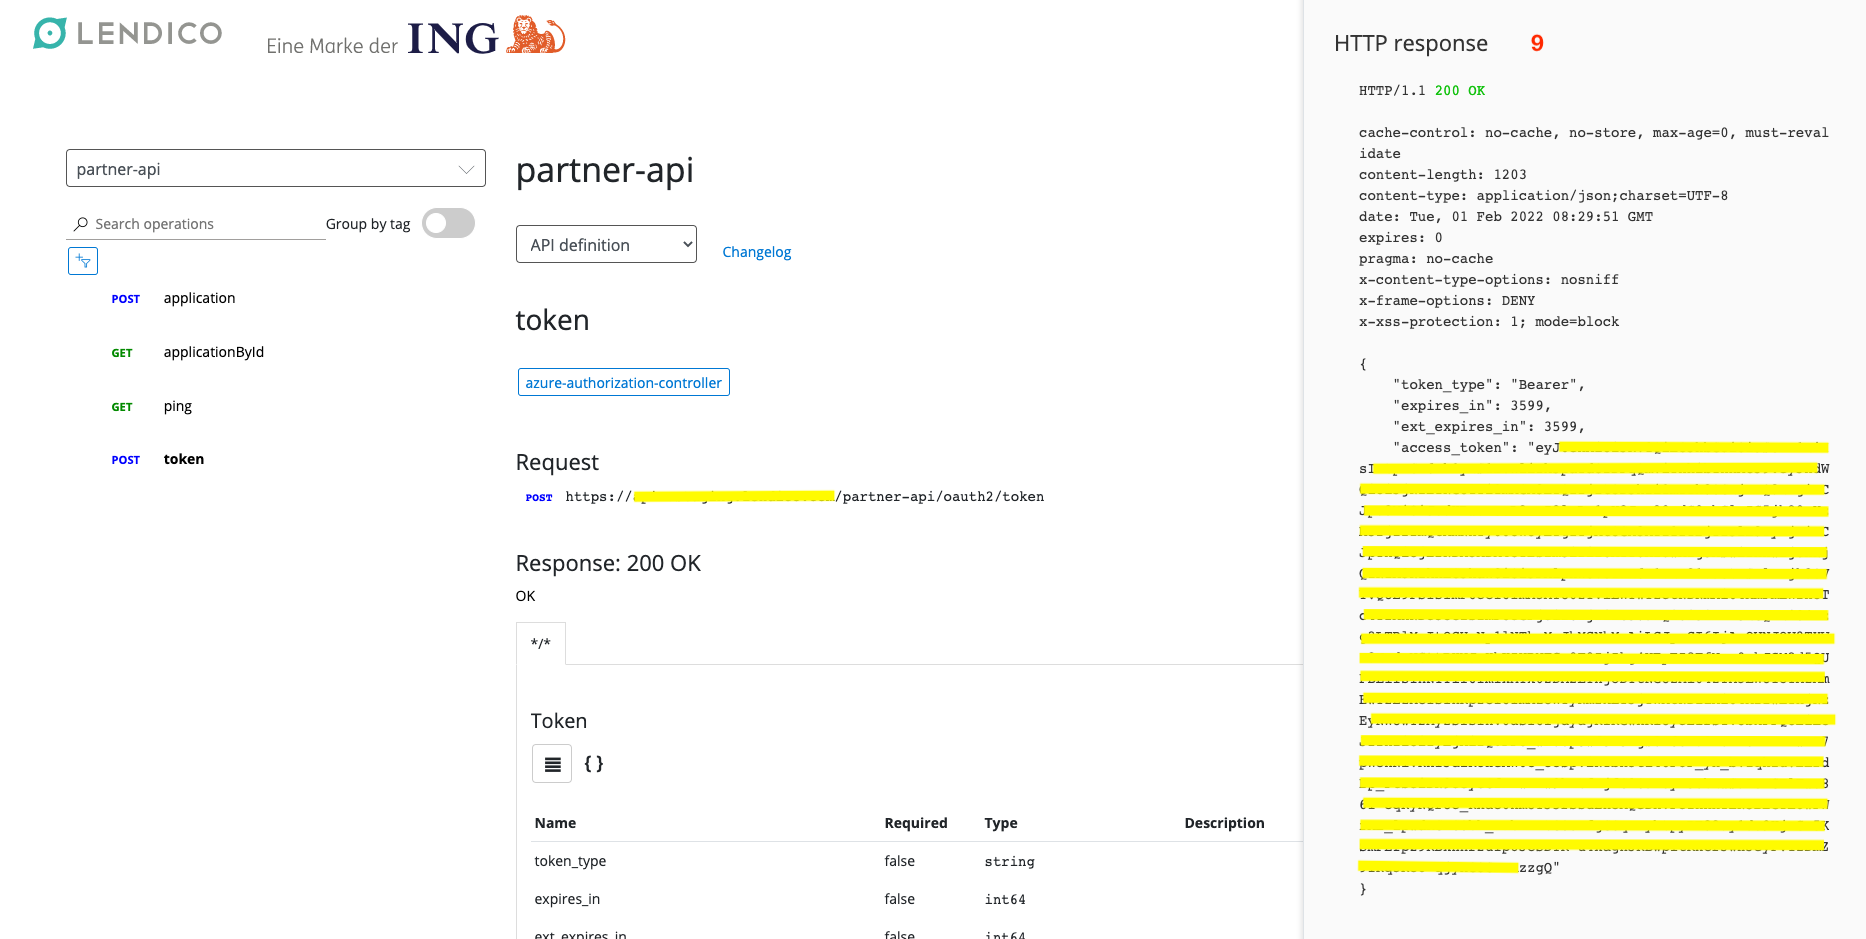 LENDICO
Eine Marke der ING
partner-api
Search operations
Group by tag
POST application
GET applicationById
GET ping
POST token
partner-api
API definition
Changelog
token
azure-authorization-controller
Request
POST https:// /partner-api/oauth2/token
Response: 200 OK
OK
*/*
Token
{ }
Name Required Type Description
token_type false string
expires_in false int64
ext_expires_in false int64
HTTP response 9
HTTP/1.1 200 OK
cache-control: no-cache, no-store, max-age=0, must-reval
idate
content-length: 1203
content-type: application/json;charset=UTF-8
date: Tue, 01 Feb 2022 08:29:51 GMT
expires: 0
pragma: no-cache
x-content-type-options: nosniff
x-frame-options: DENY
x-xss-protection: 1; mode=block
{
"token_type": "Bearer",
"expires_in": 3599,
"ext_expires_in": 3599,
"access_token": "eyJ
zzgQ"
}